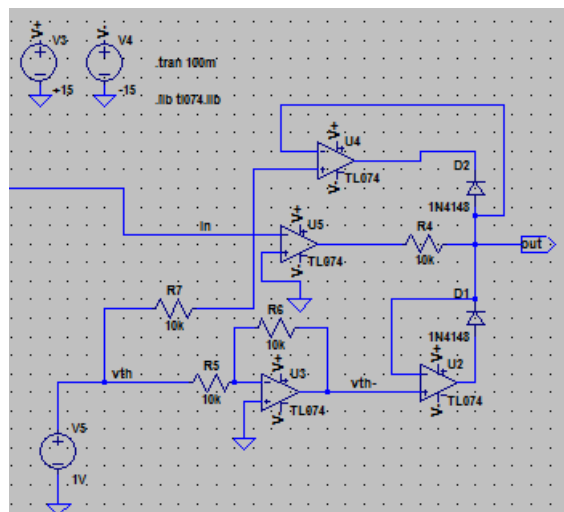 V+
V3
+15
V-
V4
-15
.tran 100m
.lib tl074.lib
V+
U4
TL074
V-
D2
1N4148
in
V+
U5
TL074
V-
R4
10k
out
R7
10k
R6
10k
D1
1N4148
vth
R5
10k
V+
U3
TL074
V-
vth-
V+
U2
TL074
V-
V5
1V